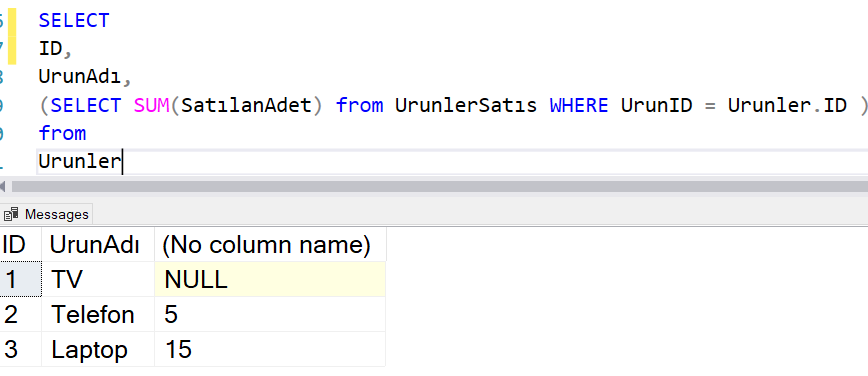 SELECT
ID,
UrunAdı,
(SELECT SUM(SatılanAdet) from UrunlerSatıs WHERE UrunID = Urunler.ID )
from
Urunler
Messages
ID UrunAdı (No column name)
1 TV NULL
2 Telefon 5
3 Laptop 15